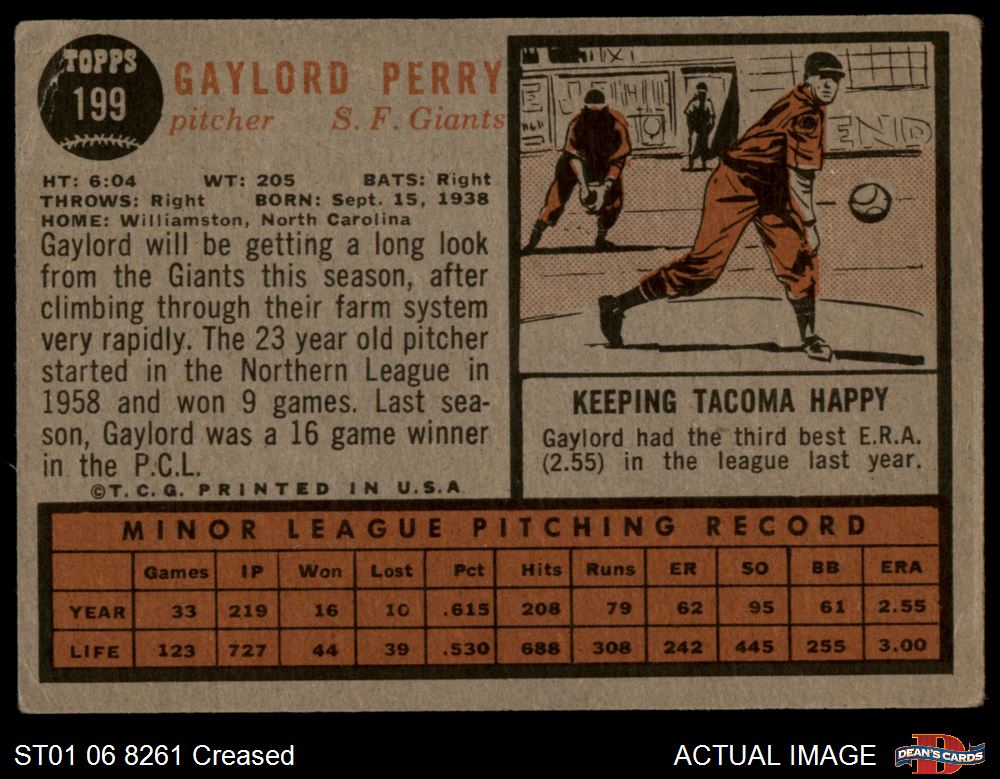 TOPPS
199
GAYLORD PERRY
pitcher S. F. Giants
HT: 6:04 WT: 205 BATS: Right
THROWS: Right BORN: Sept. 15, 1938
HOME: Williamston, North Carolina
Gaylord will be getting a long look
from the Giants this season, after
climbing through their farm system
very rapidly. The 23 year old pitcher
started in the Northern League in
1958 and won 9 games. Last sea-
son, Gaylord was a 16 game winner
in the P.C.L.
©T.C.G. PRINTED IN U.S.A.
END
KEEPING TACOMA HAPPY
Gaylord had the third best E.R.A.
(2.55) in the league last year.
MINOR LEAGUE PITCHING RECORD
Games IP Won Lost Pct Hits Runs ER SO BB ERA
YEAR 33 219 16 10 .615 208 79 62 95 61 2.55
LIFE 123 727 44 39 .530 688 308 242 445 255 3.00
ST01 06 8261 Creased
ACTUAL IMAGE
DEAN'S CARDS